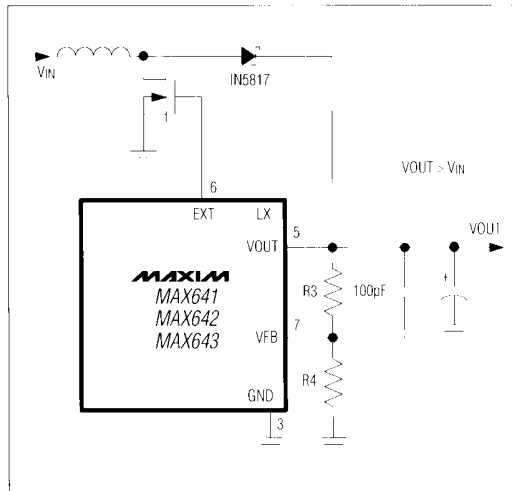 VIN
IN5817
1
6
EXT
LX
VOUT > VIN
5
VOUT
VOU1
MAXIM
MAX641
MAX642
MAX643
R3
100pF
+
7
VFB
R4
GND
3